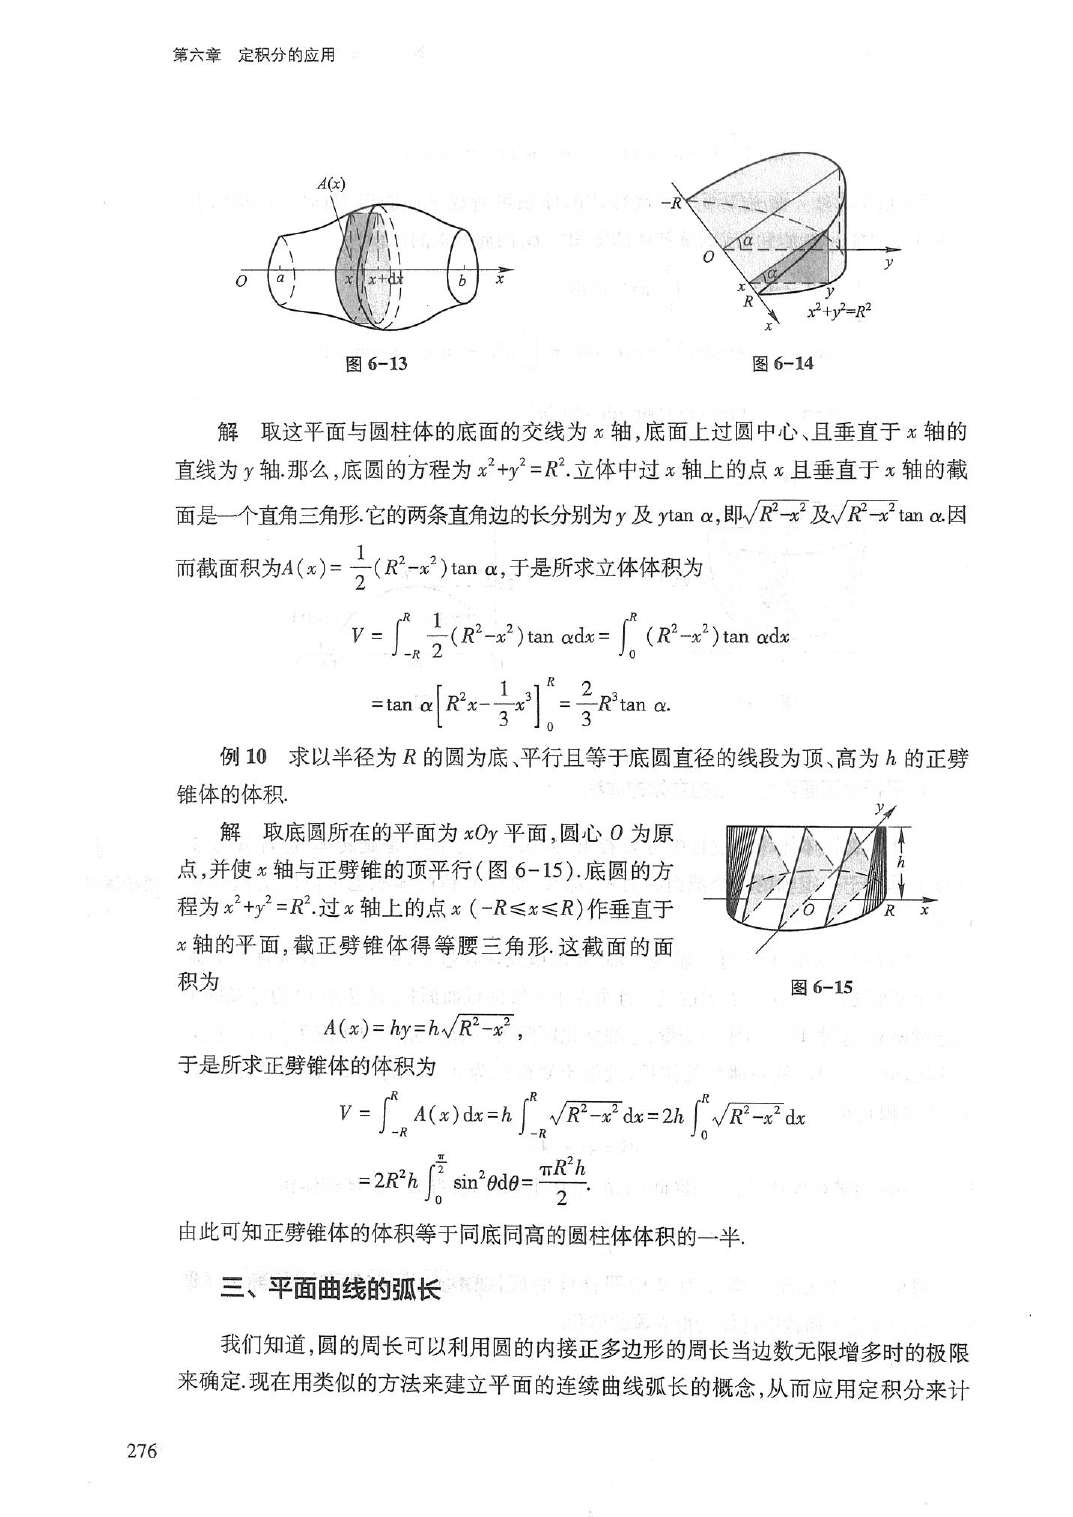 第六章 定积分的应用
A(x)
O a x x+dx b x
图 6-13
-R
O α y
x α y
R
x
x²+y²=R²
图 6-14
解 取这平面与圆柱体的底面的交线为 x 轴,底面上过圆中心、且垂直于 x 轴的
直线为 y 轴.那么,底圆的方程为 x²+y²=R².立体中过 x 轴上的点 x 且垂直于 x 轴的截
面是一个直角三角形.它的两条直角边的长分别为 y 及 ytan α,即√(R²-x²) 及√(R²-x²) tan α.因
而截面积为A(x)= 1/2 (R²-x²)tan α,于是所求立体体积为
V = ∫_{-R}^{R} 1/2 (R²-x²)tan αdx = ∫_0^R (R²-x²)tan αdx
=tan α[R²x- 1/3 x³]_0^R = 2/3 R³tan α.
例 10 求以半径为 R 的圆为底、平行且等于底圆直径的线段为顶、高为 h 的正劈
锥体的体积.
解 取底圆所在的平面为 xOy 平面,圆心 O 为原
点,并使 x 轴与正劈锥的顶平行(图 6-15).底圆的方
程为 x²+y²=R².过 x 轴上的点 x (-R≤x≤R)作垂直于
x 轴的平面,截正劈锥体得等腰三角形.这截面的面
积为
y
h
O R x
图 6-15
A(x)=hy=h√(R²-x²) ,
于是所求正劈锥体的体积为
V = ∫_{-R}^{R} A(x)dx=h ∫_{-R}^{R} √(R²-x²) dx=2h ∫_0^R √(R²-x²) dx
=2R²h ∫_0^{π/2} sin²θdθ= πR²h/2 .
由此可知正劈锥体的体积等于同底同高的圆柱体体积的一半.
三、平面曲线的弧长
我们知道,圆的周长可以利用圆的内接正多边形的周长当边数无限增多时的极限
来确定.现在用类似的方法来建立平面的连续曲线弧长的概念,从而应用定积分来计
276